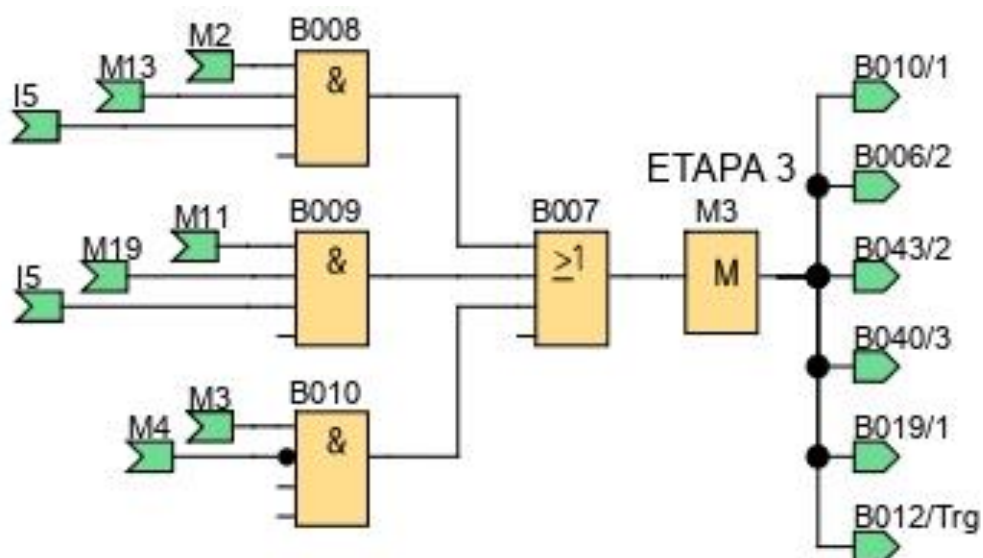 M2
B008
M13
I5
&
B010/1
B006/2
ETAPA 3
M11
B009
B007
M3
M19
I5
&
≥1
M
B043/2
B040/3
M3
B010
M4
&
B019/1
B012/Trg